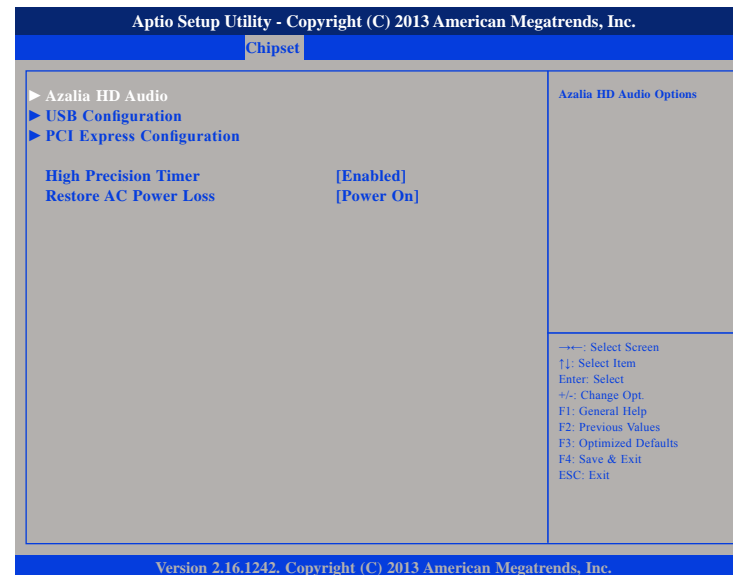 Aptio Setup Utility - Copyright (C) 2013 American Megatrends, Inc.
Chipset
► Azalia HD Audio
► USB Configuration
► PCI Express Configuration
High Precision Timer [Enabled]
Restore AC Power Loss [Power On]
Azalia HD Audio Options
→←: Select Screen
↑↓: Select Item
Enter: Select
+/-: Change Opt.
F1: General Help
F2: Previous Values
F3: Optimized Defaults
F4: Save & Exit
ESC: Exit
Version 2.16.1242. Copyright (C) 2013 American Megatrends, Inc.